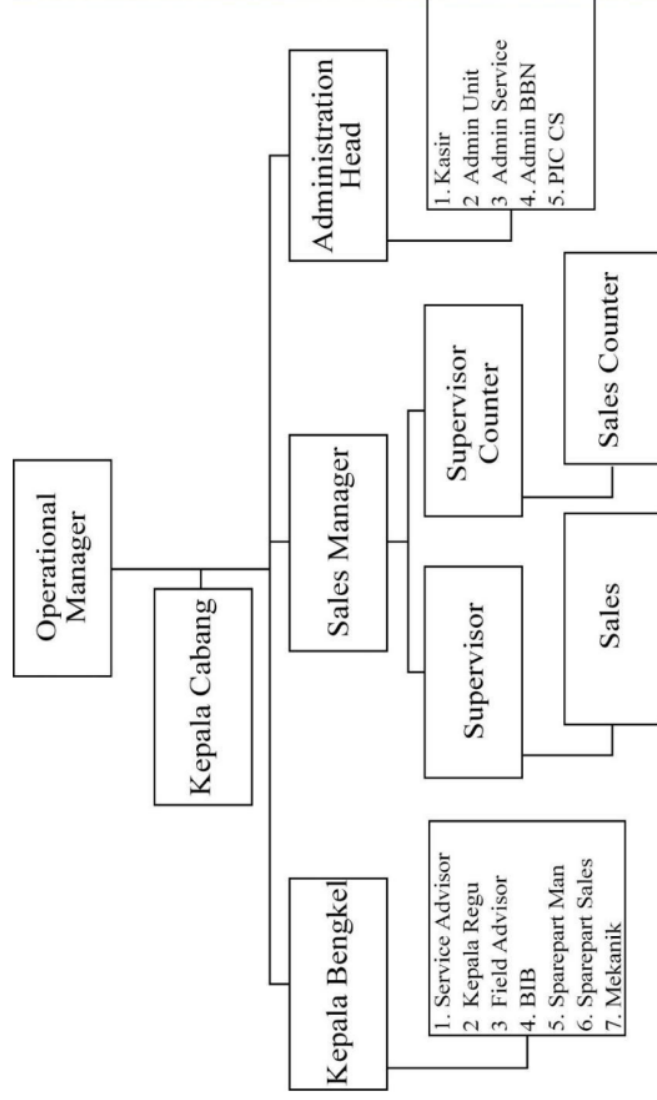 Operational
Manager
Kepala Cabang
Kepala Bengkel
Sales Manager
Administration
Head
1. Service Advisor
2 Kepala Regu
3 Field Advisor
4. BIB
5. Sparepart Man
6. Sparepart Sales
7. Mekanik
Supervisor
Supervisor
Counter
1. Kasir
2 Admin Unit
3 Admin Service
4. Admin BBN
5. PIC CS
Sales
Sales Counter